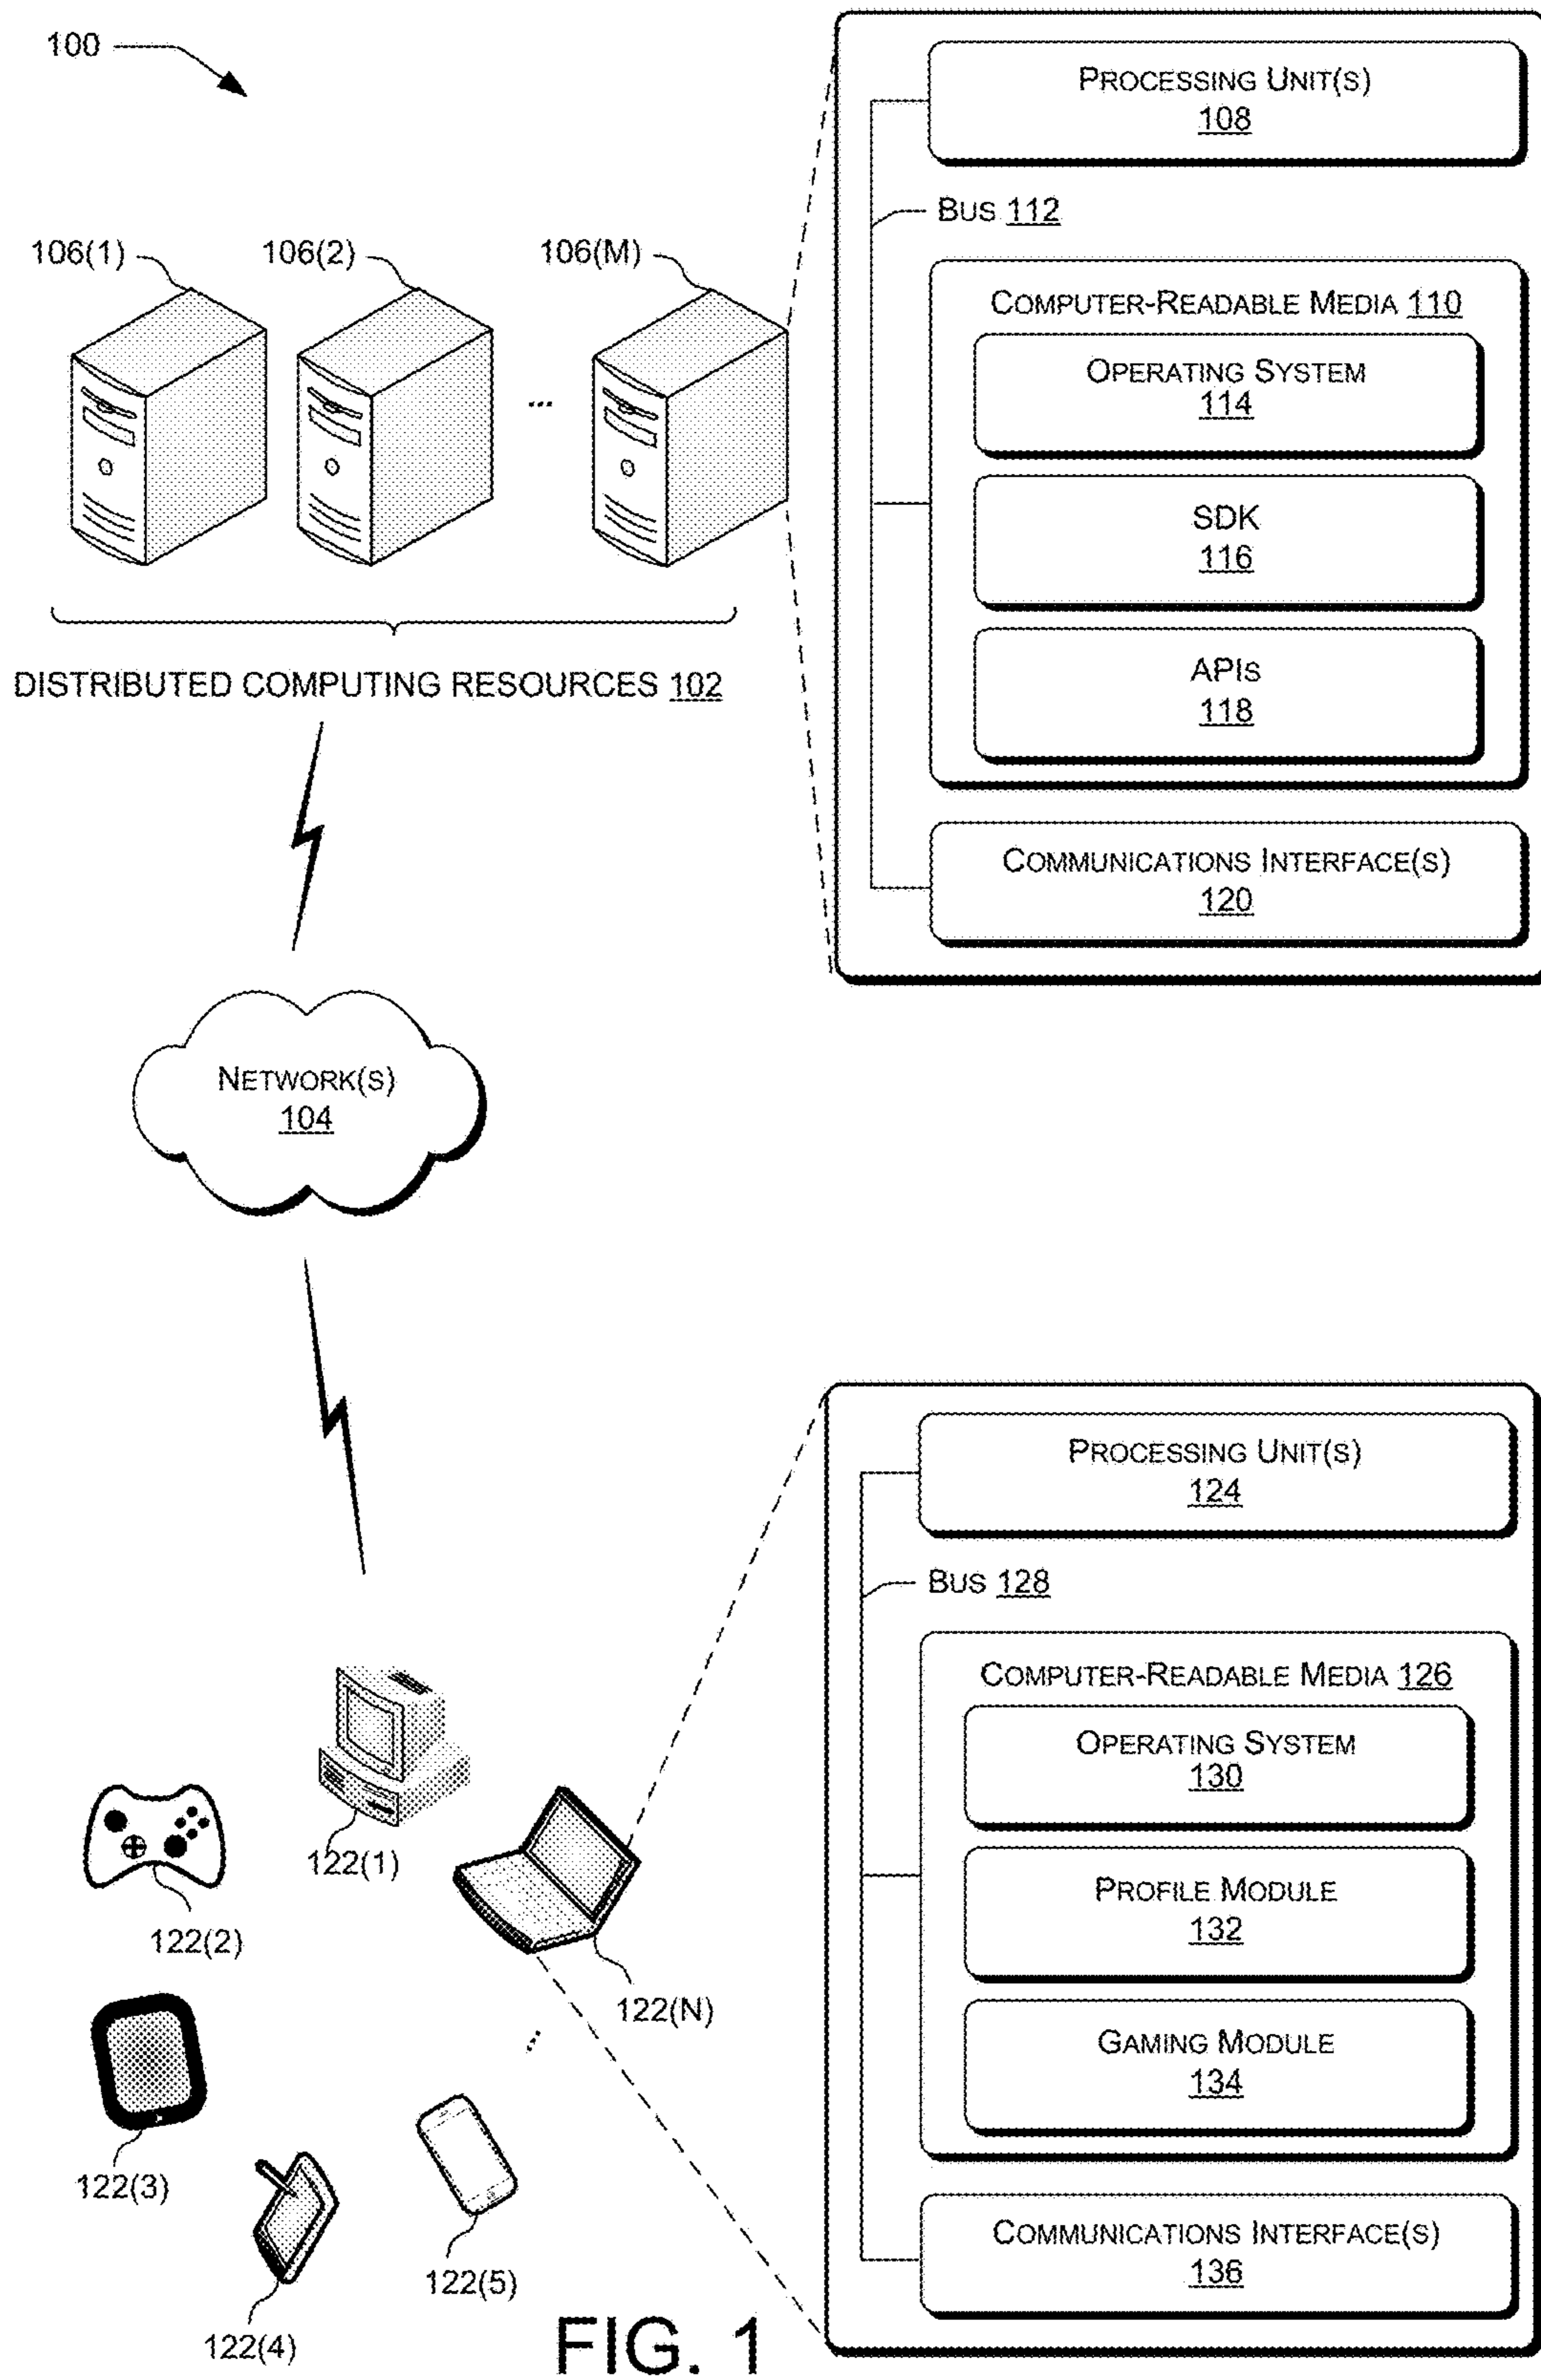 100
106(1)
106(2)
106(M)
...
DISTRIBUTED COMPUTING RESOURCES 102
PROCESSING UNIT(S)
108
BUS 112
COMPUTER-READABLE MEDIA 110
OPERATING SYSTEM
114
SDK
116
APIS
118
COMMUNICATIONS INTERFACE(S)
120
NETWORK(S)
104
122(1)
122(2)
122(3)
122(4)
122(5)
...
122(N)
PROCESSING UNIT(S)
124
BUS 128
COMPUTER-READABLE MEDIA 126
OPERATING SYSTEM
130
PROFILE MODULE
132
GAMING MODULE
134
COMMUNICATIONS INTERFACE(S)
136
FIG. 1